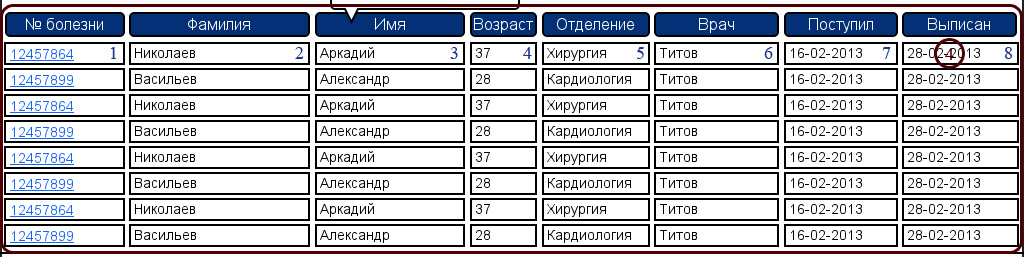 № болезни Фамилия Имя Возраст Отделение Врач Поступил Выписан
12457864 1 Николаев 2 Аркадий 3 37 4 Хирургия 5 Титов 6 16-02-2013 7 28-02-2013 4 8
12457899 Васильев Александр 28 Кардиология Титов 16-02-2013 28-02-2013
12457864 Николаев Аркадий 37 Хирургия Титов 16-02-2013 28-02-2013
12457899 Васильев Александр 28 Кардиология Титов 16-02-2013 28-02-2013
12457864 Николаев Аркадий 37 Хирургия Титов 16-02-2013 28-02-2013
12457899 Васильев Александр 28 Кардиология Титов 16-02-2013 28-02-2013
12457864 Николаев Аркадий 37 Хирургия Титов 16-02-2013 28-02-2013
12457899 Васильев Александр 28 Кардиология Титов 16-02-2013 28-02-2013